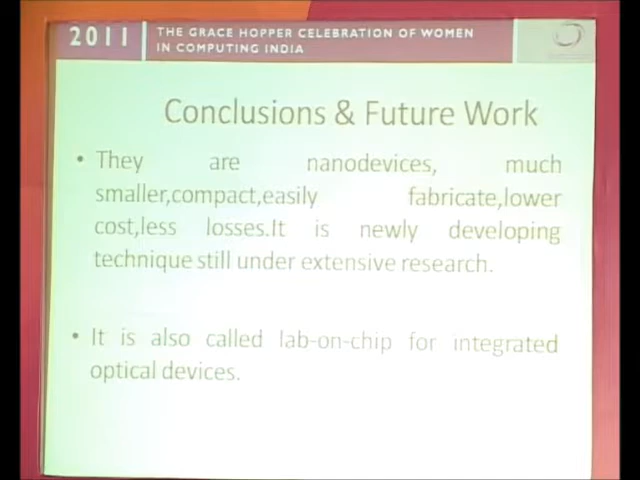 2011
THE GRACE HOPPER CELEBRATION OF WOMEN
IN COMPUTING INDIA
Conclusions & Future Work
• They are nanodevices, much
smaller,compact,easily fabricate,lower
cost,less losses.It is newly developing
technique still under extensive research.
• It is also called lab-on-chip for integrated
optical devices.